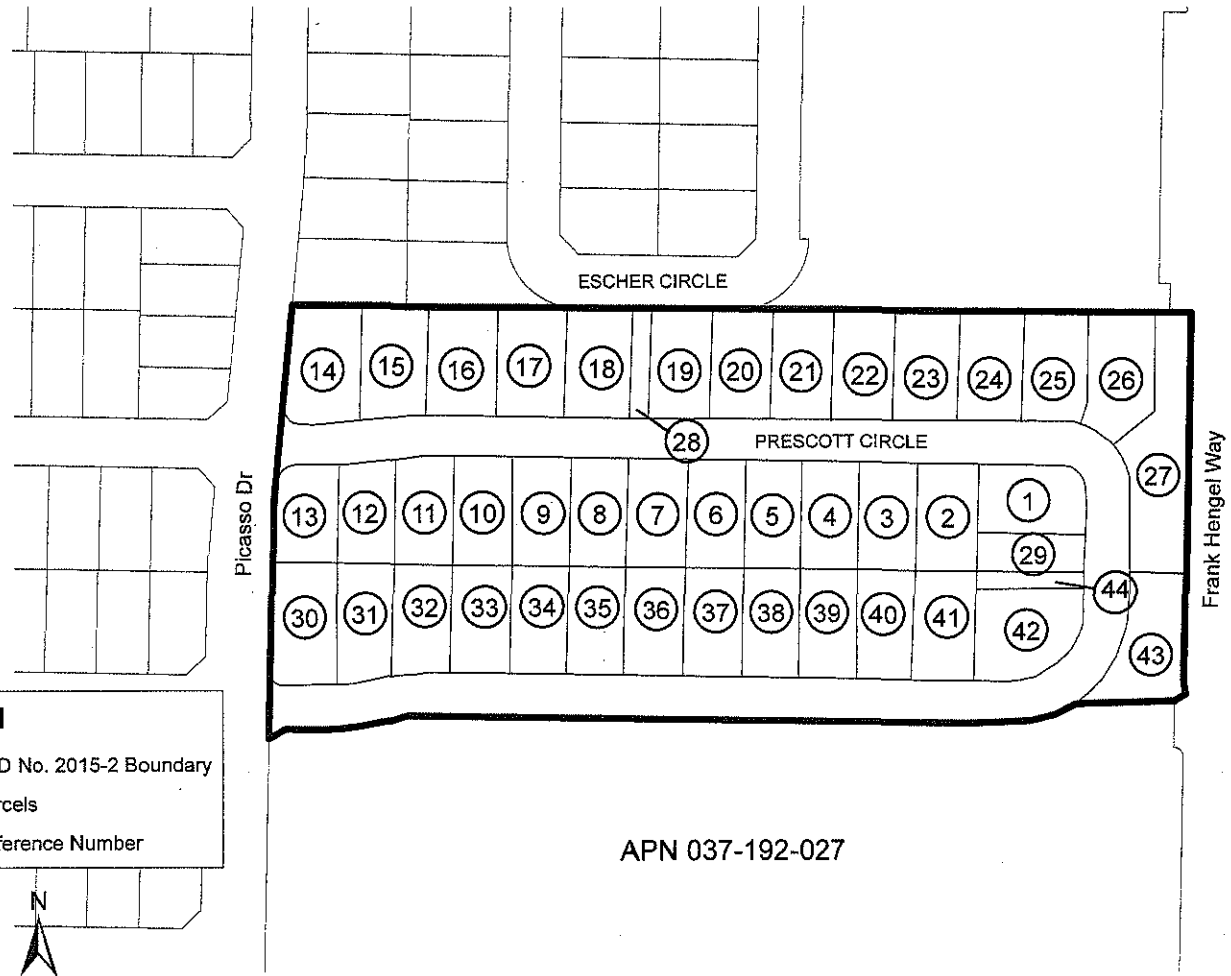 ESCHER CIRCLE
14 15 16 17 18 19 20 21 22 23 24 25 26
28 PRESCOTT CIRCLE
27
Picasso Dr
Frank Hengel Way
13 12 11 10 9 8 7 6 5 4 3 2 1
29
44
30 31 32 33 34 35 36 37 38 39 40 41 42
43
D No. 2015-2 Boundary
rcels
ference Number
APN 037-192-027
N